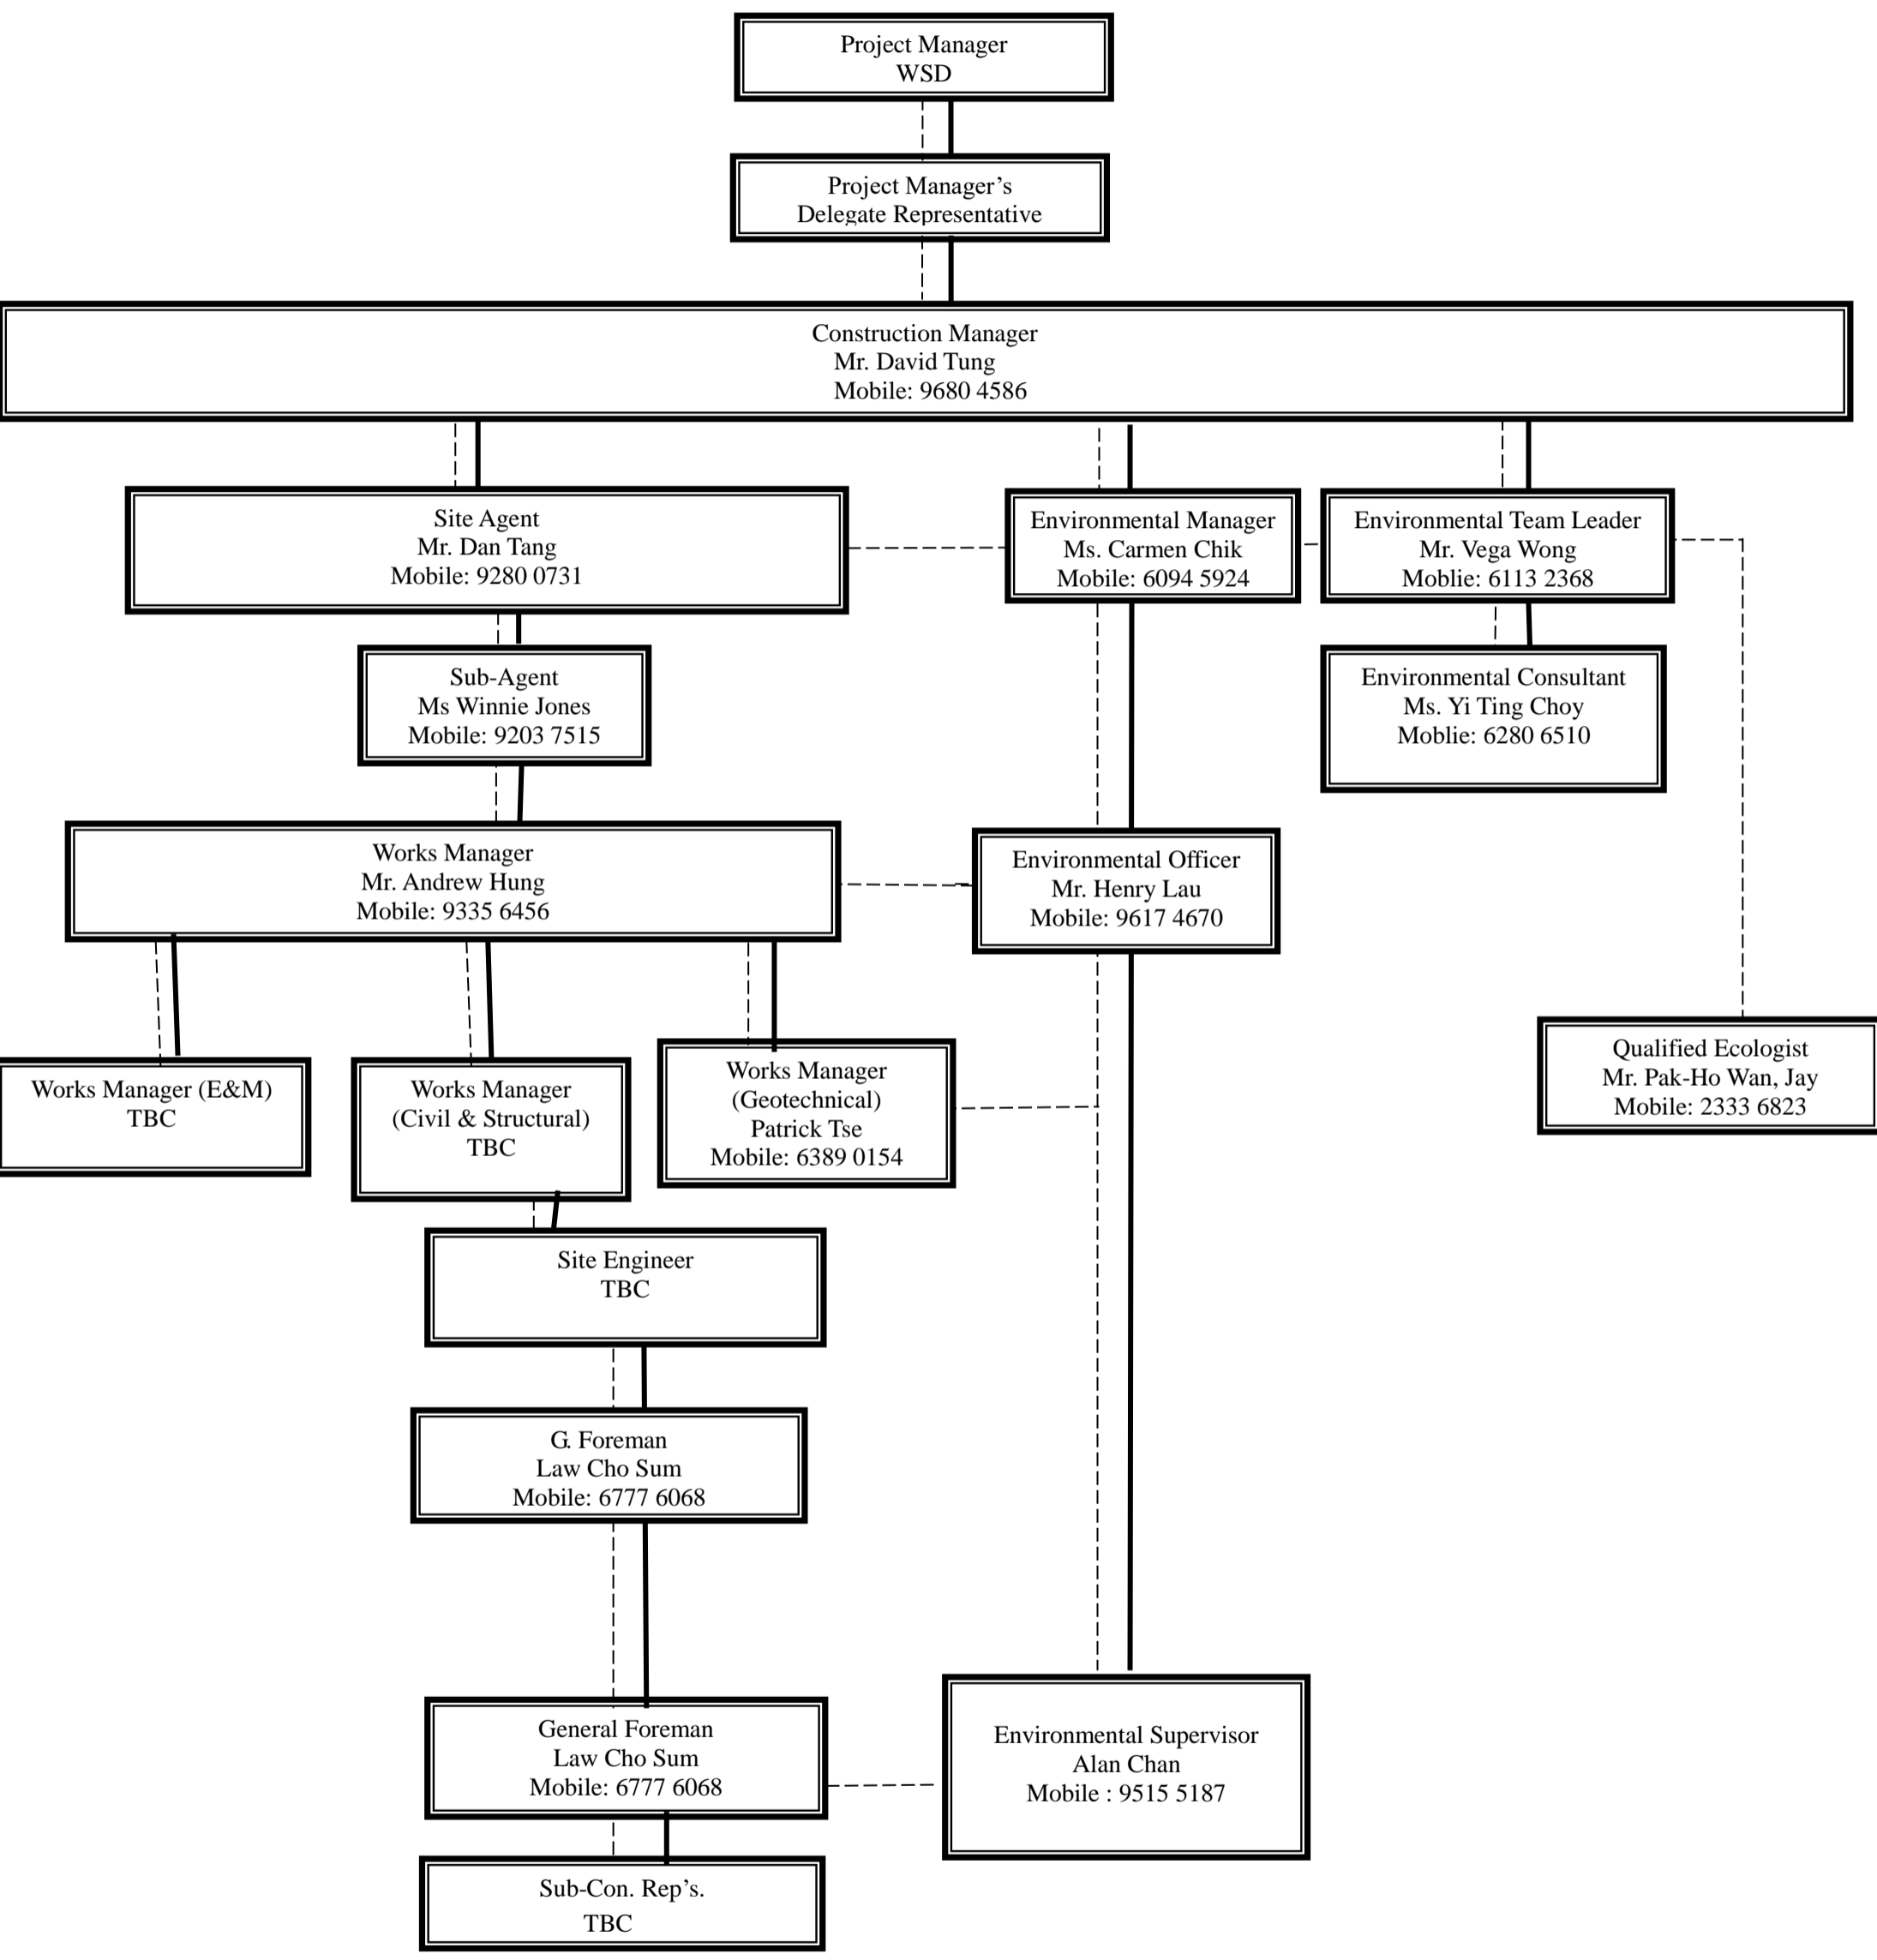 Project Manager
WSD
Project Manager’s
Delegate Representative
Construction Manager
Mr. David Tung
Mobile: 9680 4586
Site Agent
Mr. Dan Tang
Mobile: 9280 0731
Environmental Manager
Ms. Carmen Chik
Mobile: 6094 5924
Environmental Team Leader
Mr. Vega Wong
Moblie: 6113 2368
Sub-Agent
Ms Winnie Jones
Mobile: 9203 7515
Environmental Consultant
Ms. Yi Ting Choy
Moblie: 6280 6510
Works Manager
Mr. Andrew Hung
Mobile: 9335 6456
Environmental Officer
Mr. Henry Lau
Mobile: 9617 4670
Works Manager (E&M)
TBC
Works Manager
(Civil & Structural)
TBC
Works Manager
(Geotechnical)
Patrick Tse
Mobile: 6389 0154
Qualified Ecologist
Mr. Pak-Ho Wan, Jay
Mobile: 2333 6823
Site Engineer
TBC
G. Foreman
Law Cho Sum
Mobile: 6777 6068
General Foreman
Law Cho Sum
Mobile: 6777 6068
Environmental Supervisor
Alan Chan
Mobile : 9515 5187
Sub-Con. Rep’s.
TBC